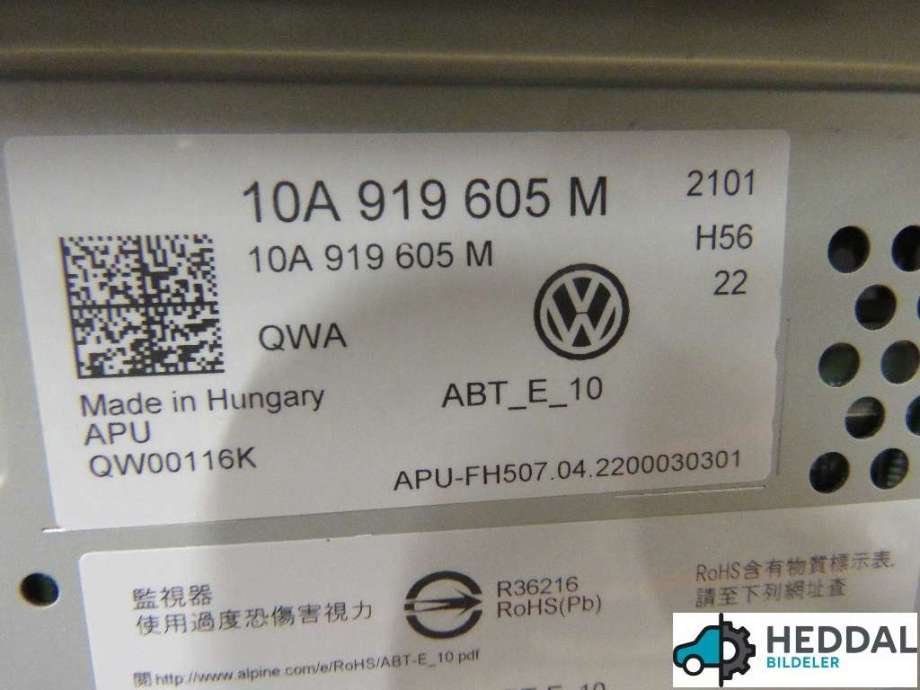 10A 919 605 M
2101
10A 919 605 M
H56
22
QWA
ABT_E_10
Made in Hungary
APU
QW00116K
APU-FH507.04.2200030301
監視器
使用過度恐傷害視力
R36216
RoHS(Pb)
RoHS含有物質標示表,
請至下列網址查
閱 http://www.alpine.com/e/RoHS/ABT-E_10.pdf
ABT_E_10
HEDDAL
BILDELER